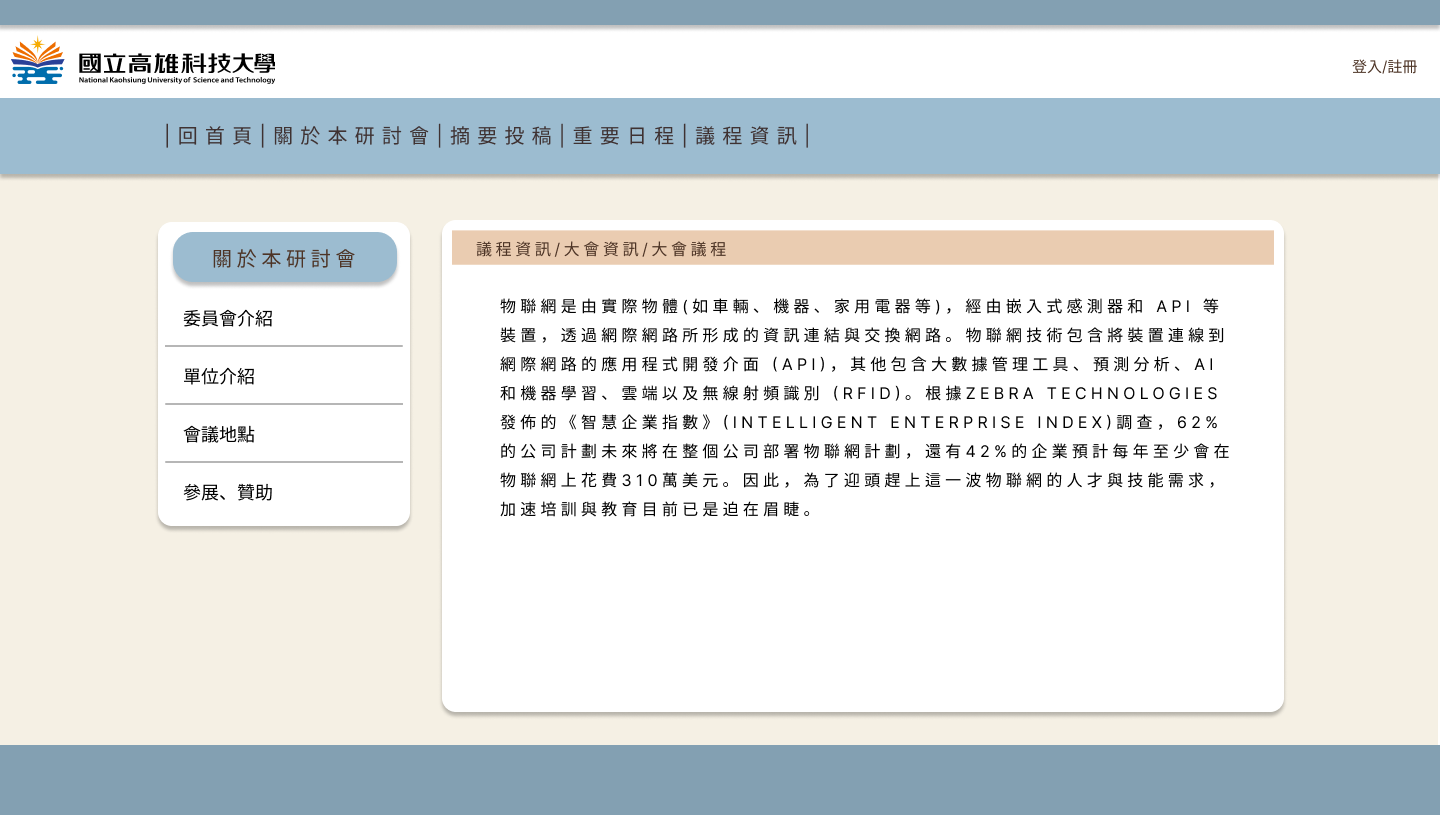 國立高雄科技大學
National Kaohsiung University of Science and Technology
登入/註冊
|回首頁|關於本研討會|摘要投稿|重要日程|議程資訊|
關於本研討會
委員會介紹
單位介紹
會議地點
參展、贊助
議程資訊/大會資訊/大會議程
物聯網是由實際物體(如車輛、機器、家用電器等)，經由嵌入式感測器和 API 等
裝置，透過網際網路所形成的資訊連結與交換網路。物聯網技術包含將裝置連線到
網際網路的應用程式開發介面 (API)，其他包含大數據管理工具、預測分析、AI
和機器學習、雲端以及無線射頻識別 (RFID)。根據ZEBRA TECHNOLOGIES
發佈的《智慧企業指數》(INTELLIGENT ENTERPRISE INDEX)調查，62%
的公司計劃未來將在整個公司部署物聯網計劃，還有42%的企業預計每年至少會在
物聯網上花費310萬美元。因此，為了迎頭趕上這一波物聯網的人才與技能需求，
加速培訓與教育目前已是迫在眉睫。